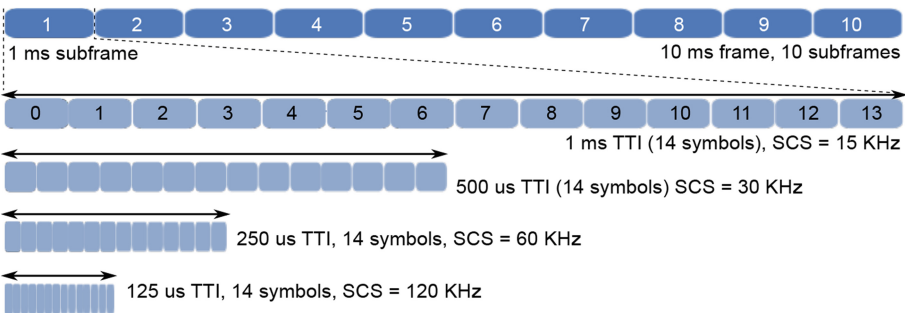 1 2 3 4 5 6 7 8 9 10
1 ms subframe
10 ms frame, 10 subframes
0 1 2 3 4 5 6 7 8 9 10 11 12 13
1 ms TTI (14 symbols), SCS = 15 KHz
500 us TTI (14 symbols) SCS = 30 KHz
250 us TTI, 14 symbols, SCS = 60 KHz
125 us TTI, 14 symbols, SCS = 120 KHz